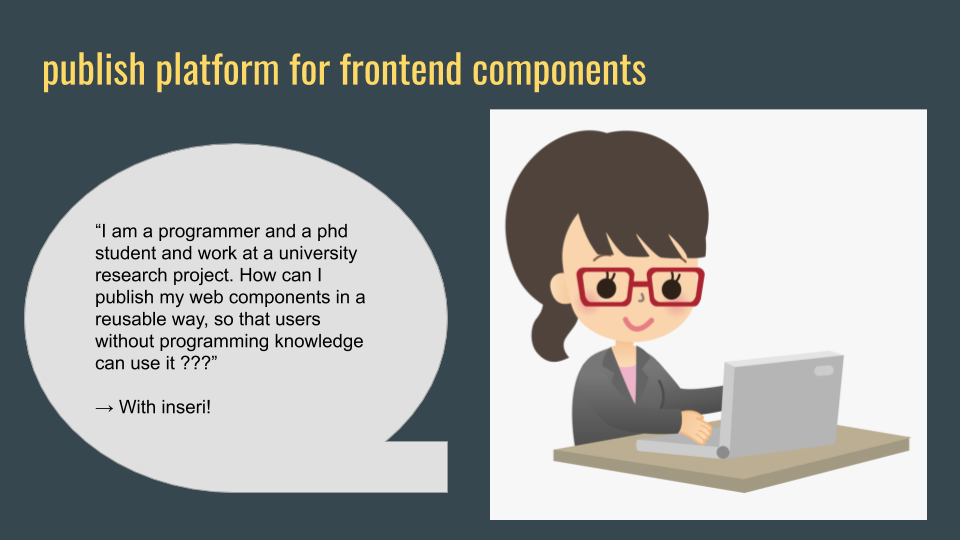 publish platform for frontend components
“I am a programmer and a phd
student and work at a university
research project. How can I
publish my web components in a
reusable way, so that users
without programming knowledge
can use it ???”
→ With inseri!